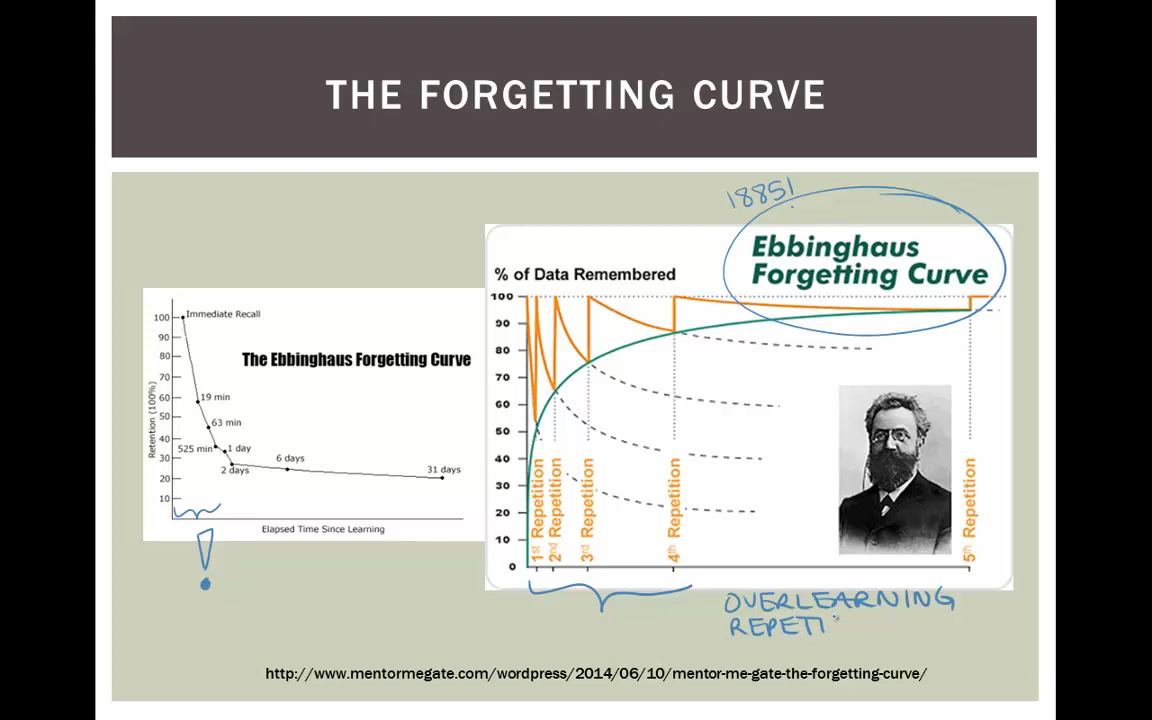 THE FORGETTING CURVE
1885!
Ebbinghaus
Forgetting Curve
% of Data Remembered
100
90
80
70
60
50
40
30
20
10
0
1st Repetition
2nd Repetition
3rd Repetition
4th Repetition
5th Repetition
The Ebbinghaus Forgetting Curve
Retention (100%)
100
90
80
70
60
50
40
30
20
10
Immediate Recall
19 min
63 min
525 min
1 day
2 days
6 days
31 days
Elapsed Time Since Learning
!
OVERLEARNING
REPETI
http://www.mentormegate.com/wordpress/2014/06/10/mentor-me-gate-the-forgetting-curve/